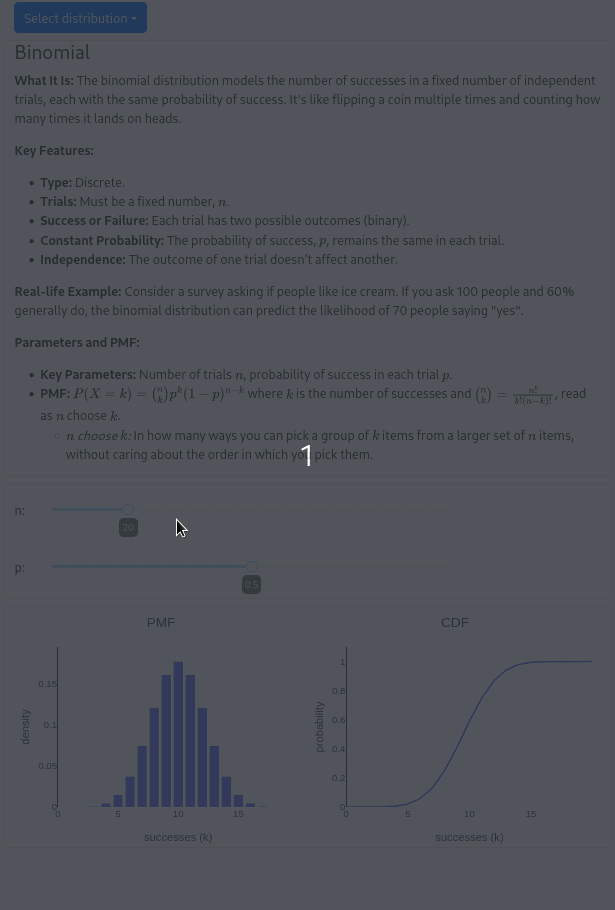 Select distribution
Binomial
What It Is: The binomial distribution models the number of successes in a fixed number of independent
trials, each with the same probability of success. It's like flipping a coin multiple times and counting how
many times it lands on heads.
Key Features:
• Type: Discrete.
• Trials: Must be a fixed number, n.
• Success or Failure: Each trial has two possible outcomes (binary).
• Constant Probability: The probability of success, p, remains the same in each trial.
• Independence: The outcome of one trial doesn't affect another.
Real-life Example: Consider a survey asking if people like ice cream. If you ask 100 people and 60%
generally do, the binomial distribution can predict the likelihood of 70 people saying "yes".
Parameters and PMF:
• Key Parameters: Number of trials n, probability of success in each trial p.
• PMF: P(X = k) = (n k) p^k (1 − p)^{n−k} where k is the number of successes and (n k) = n!/k!(n−k)!, read
as n choose k.
◦ n choose k: In how many ways you can pick a group of k items from a larger set of n items,
without caring about the order in which you pick them.
1
n:
20
p:
0.5
PMF
0.15
0.1
0.05
0
density
0 5 10 15
successes (k)
CDF
1
0.8
0.6
0.4
0.2
0
probability
0 5 10 15
successes (k)